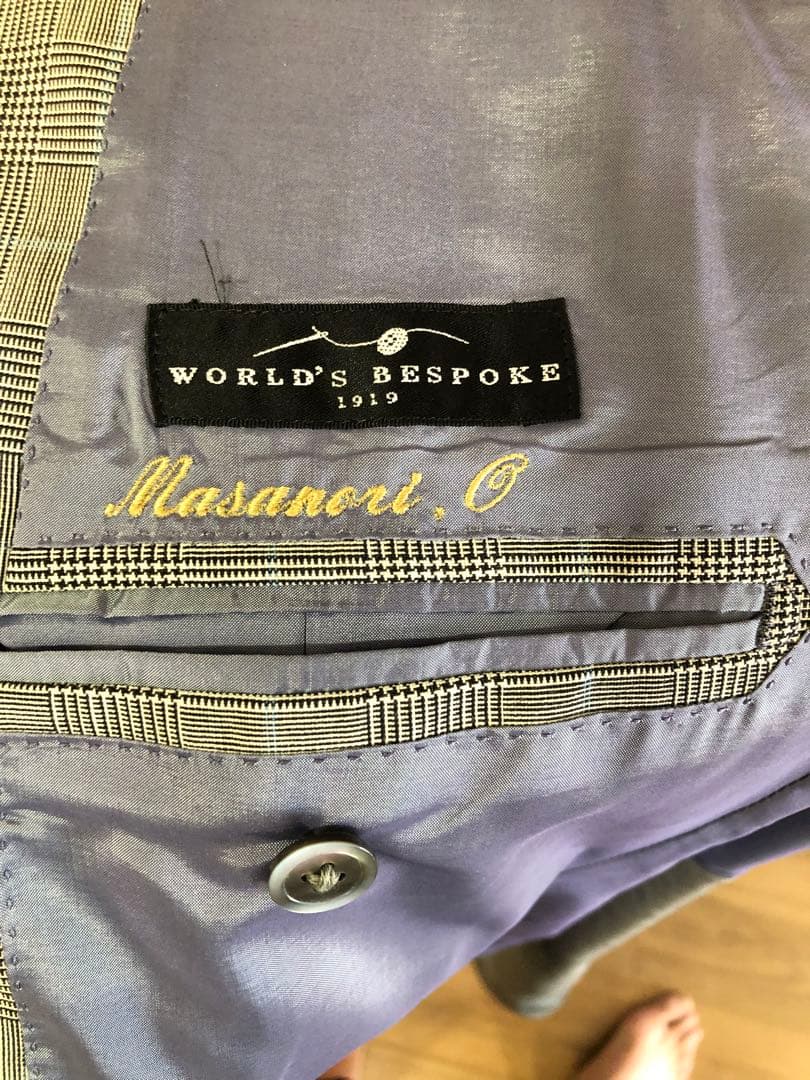 WORLD'S BESPOKE
1919
Masanori, O